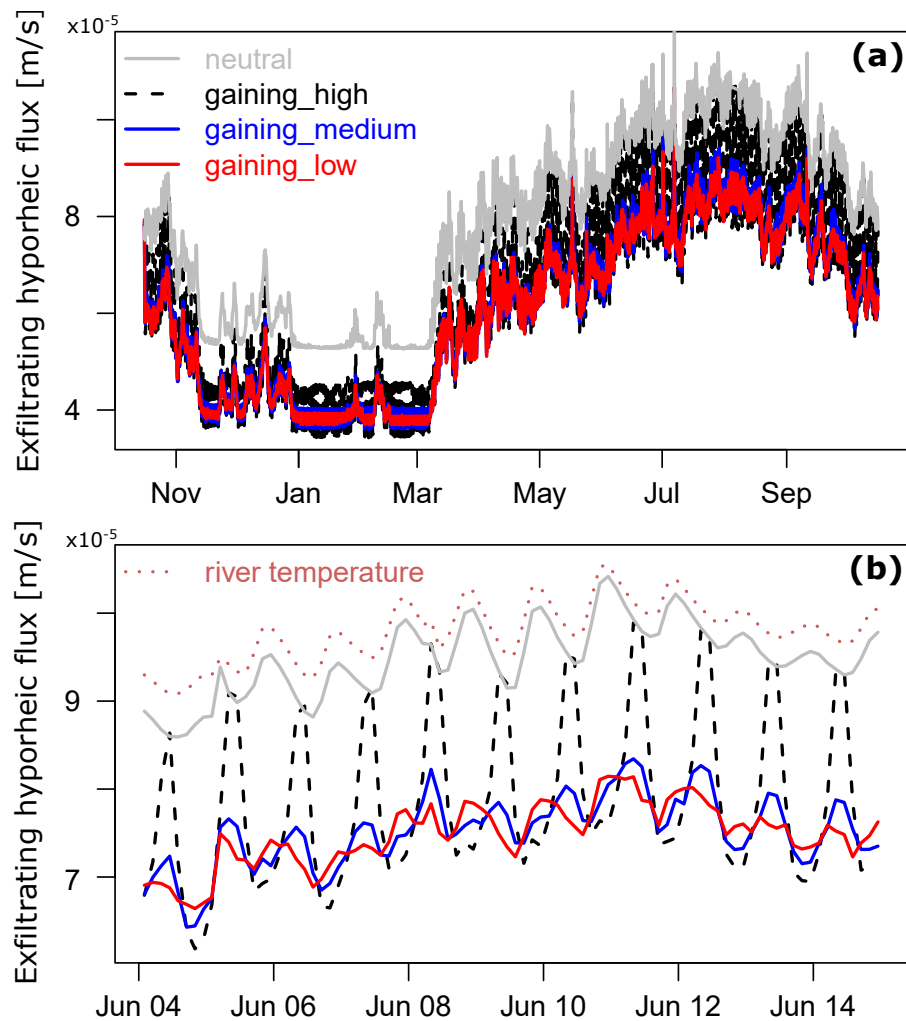 x10-5
(a)
neutral
gaining_high
gaining_medium
gaining_low
Exfiltrating hyporheic flux [m/s]
8
4
Nov Jan Mar May Jul Sep
x10-5
(b)
river temperature
Exfiltrating hyporheic flux [m/s]
9
7
Jun 04 Jun 06 Jun 08 Jun 10 Jun 12 Jun 14